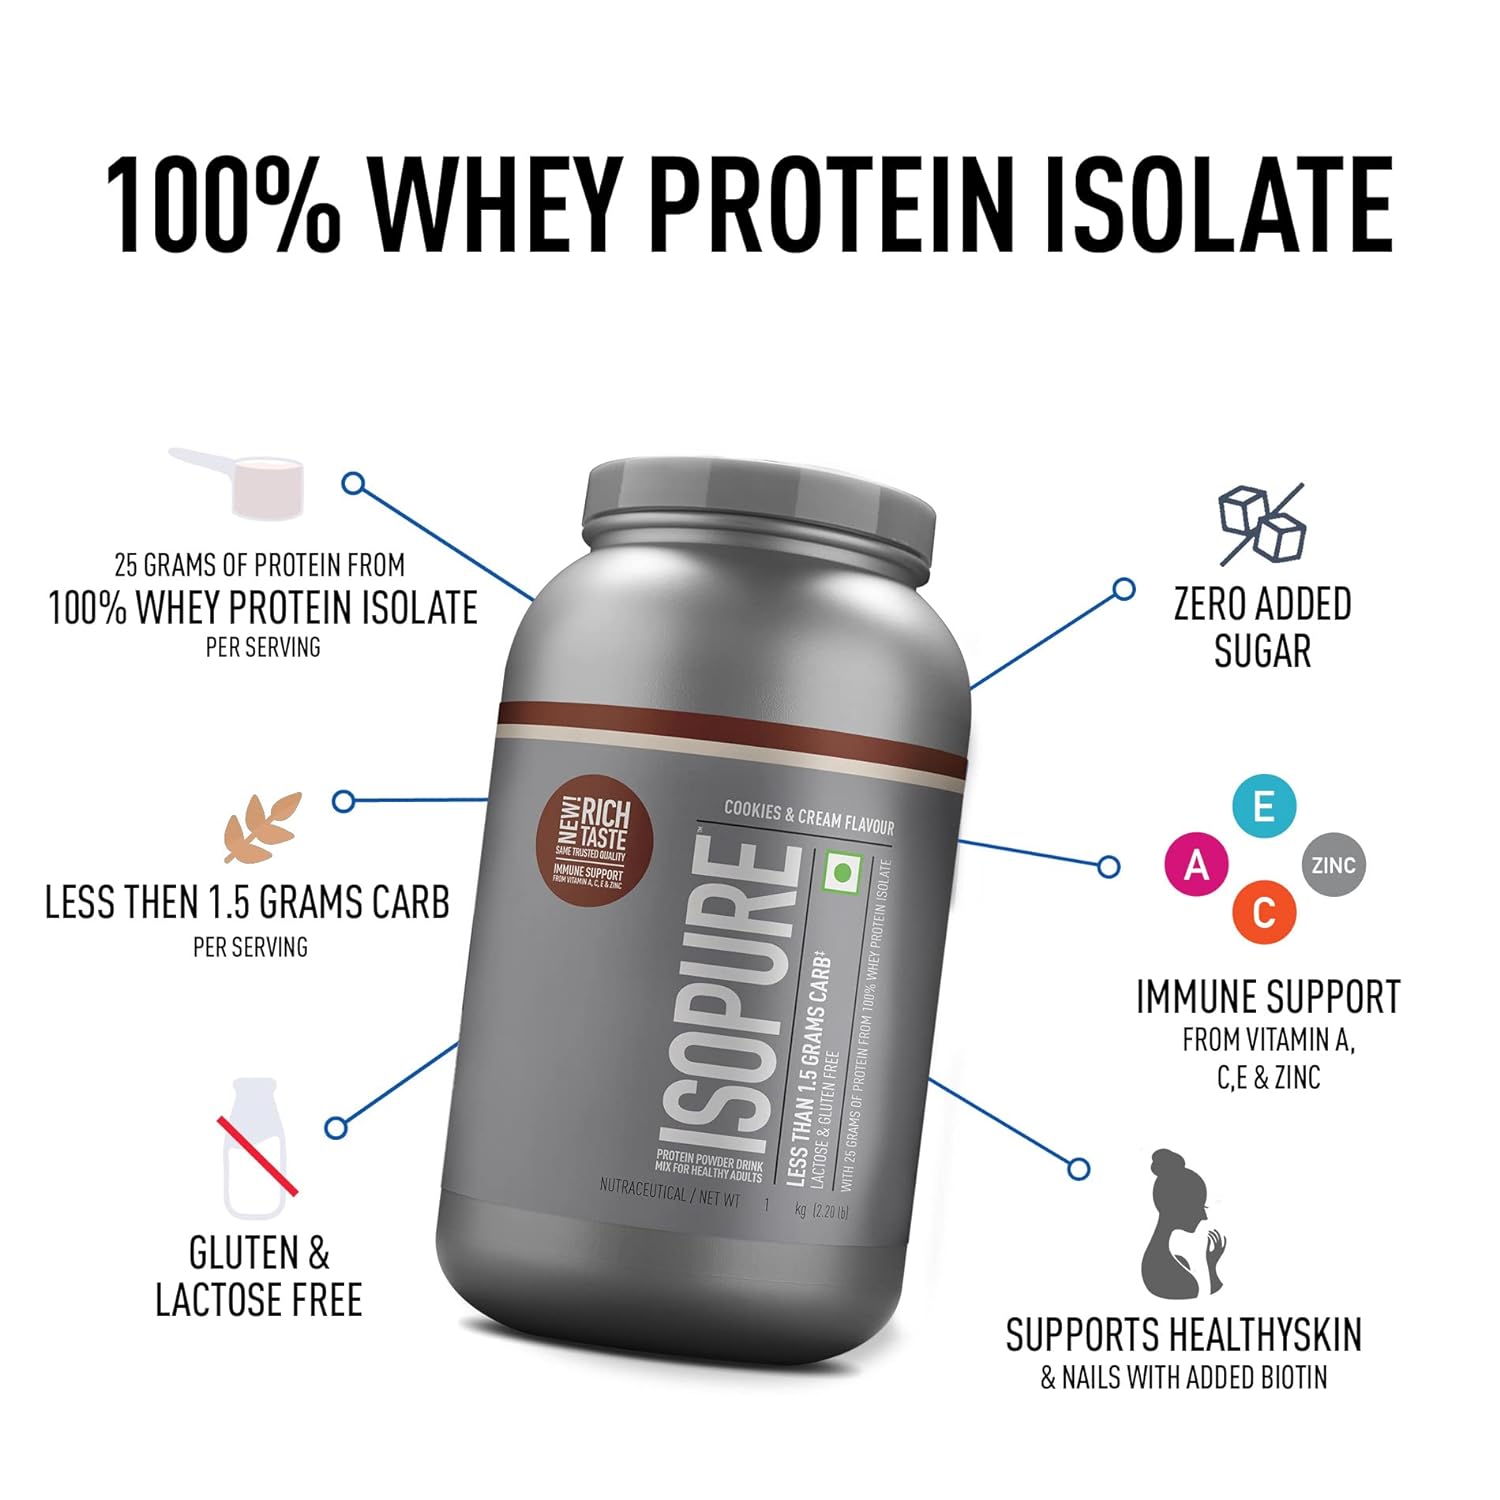 100% WHEY PROTEIN ISOLATE
25 GRAMS OF PROTEIN FROM
100% WHEY PROTEIN ISOLATE
PER SERVING
LESS THEN 1.5 GRAMS CARB
PER SERVING
GLUTEN &
LACTOSE FREE
NEW! RICH
TASTE
SAME TRUSTED QUALITY
IMMUNE SUPPORT
FROM VITAMIN A, C, E & ZINC
COOKIES & CREAM FLAVOUR
ISOPURE™
PROTEIN POWDER DRINK
MIX FOR HEALTHY ADULTS
LESS THAN 1.5 GRAMS CARB‡
LACTOSE & GLUTEN FREE
WITH 25 GRAMS OF PROTEIN FROM 100% WHEY PROTEIN ISOLATE
NUTRACEUTICAL / NET WT 1 kg (2.20 lb)
ZERO ADDED
SUGAR
E
A
ZINC
C
IMMUNE SUPPORT
FROM VITAMIN A,
C,E & ZINC
SUPPORTS HEALTHYSKIN
& NAILS WITH ADDED BIOTIN